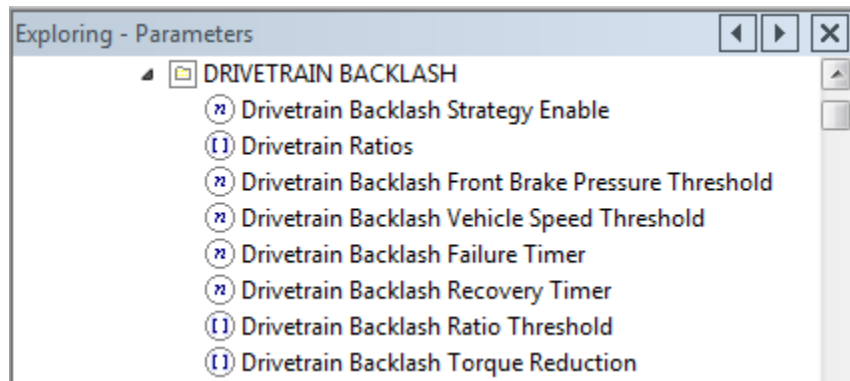 Exploring - Parameters
DRIVETRAIN BACKLASH
n Drivetrain Backlash Strategy Enable
[ ] Drivetrain Ratios
n Drivetrain Backlash Front Brake Pressure Threshold
n Drivetrain Backlash Vehicle Speed Threshold
n Drivetrain Backlash Failure Timer
n Drivetrain Backlash Recovery Timer
[ ] Drivetrain Backlash Ratio Threshold
[ ] Drivetrain Backlash Torque Reduction